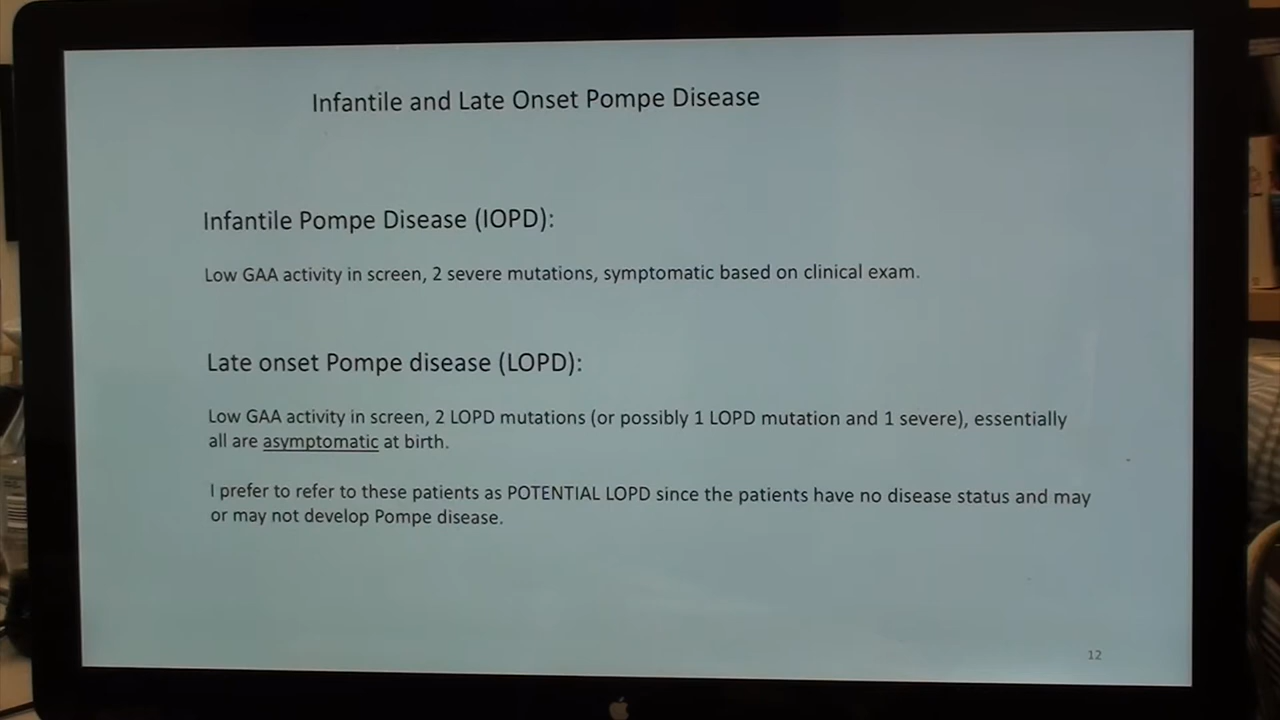 Infantile and Late Onset Pompe Disease
Infantile Pompe Disease (IOPD):
Low GAA activity in screen, 2 severe mutations, symptomatic based on clinical exam.
Late onset Pompe disease (LOPD):
Low GAA activity in screen, 2 LOPD mutations (or possibly 1 LOPD mutation and 1 severe), essentially
all are asymptomatic at birth.
I prefer to refer to these patients as POTENTIAL LOPD since the patients have no disease status and may
or may not develop Pompe disease.
12